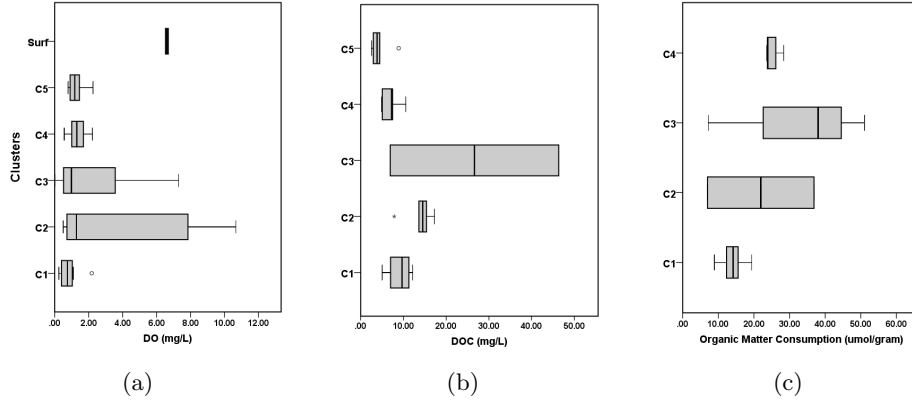 Clusters
Surf
C5
C4
C3
C2
C1
.00 2.00 4.00 6.00 8.00 10.00 12.00
DO (mg/L)
(a)
C5
C4
C3
C2
C1
*
.00 10.00 20.00 30.00 40.00 50.00
DOC (mg/L)
(b)
C4
C3
C2
C1
.00 10.00 20.00 30.00 40.00 50.00 60.00
Organic Matter Consumption (umol/gram)
(c)